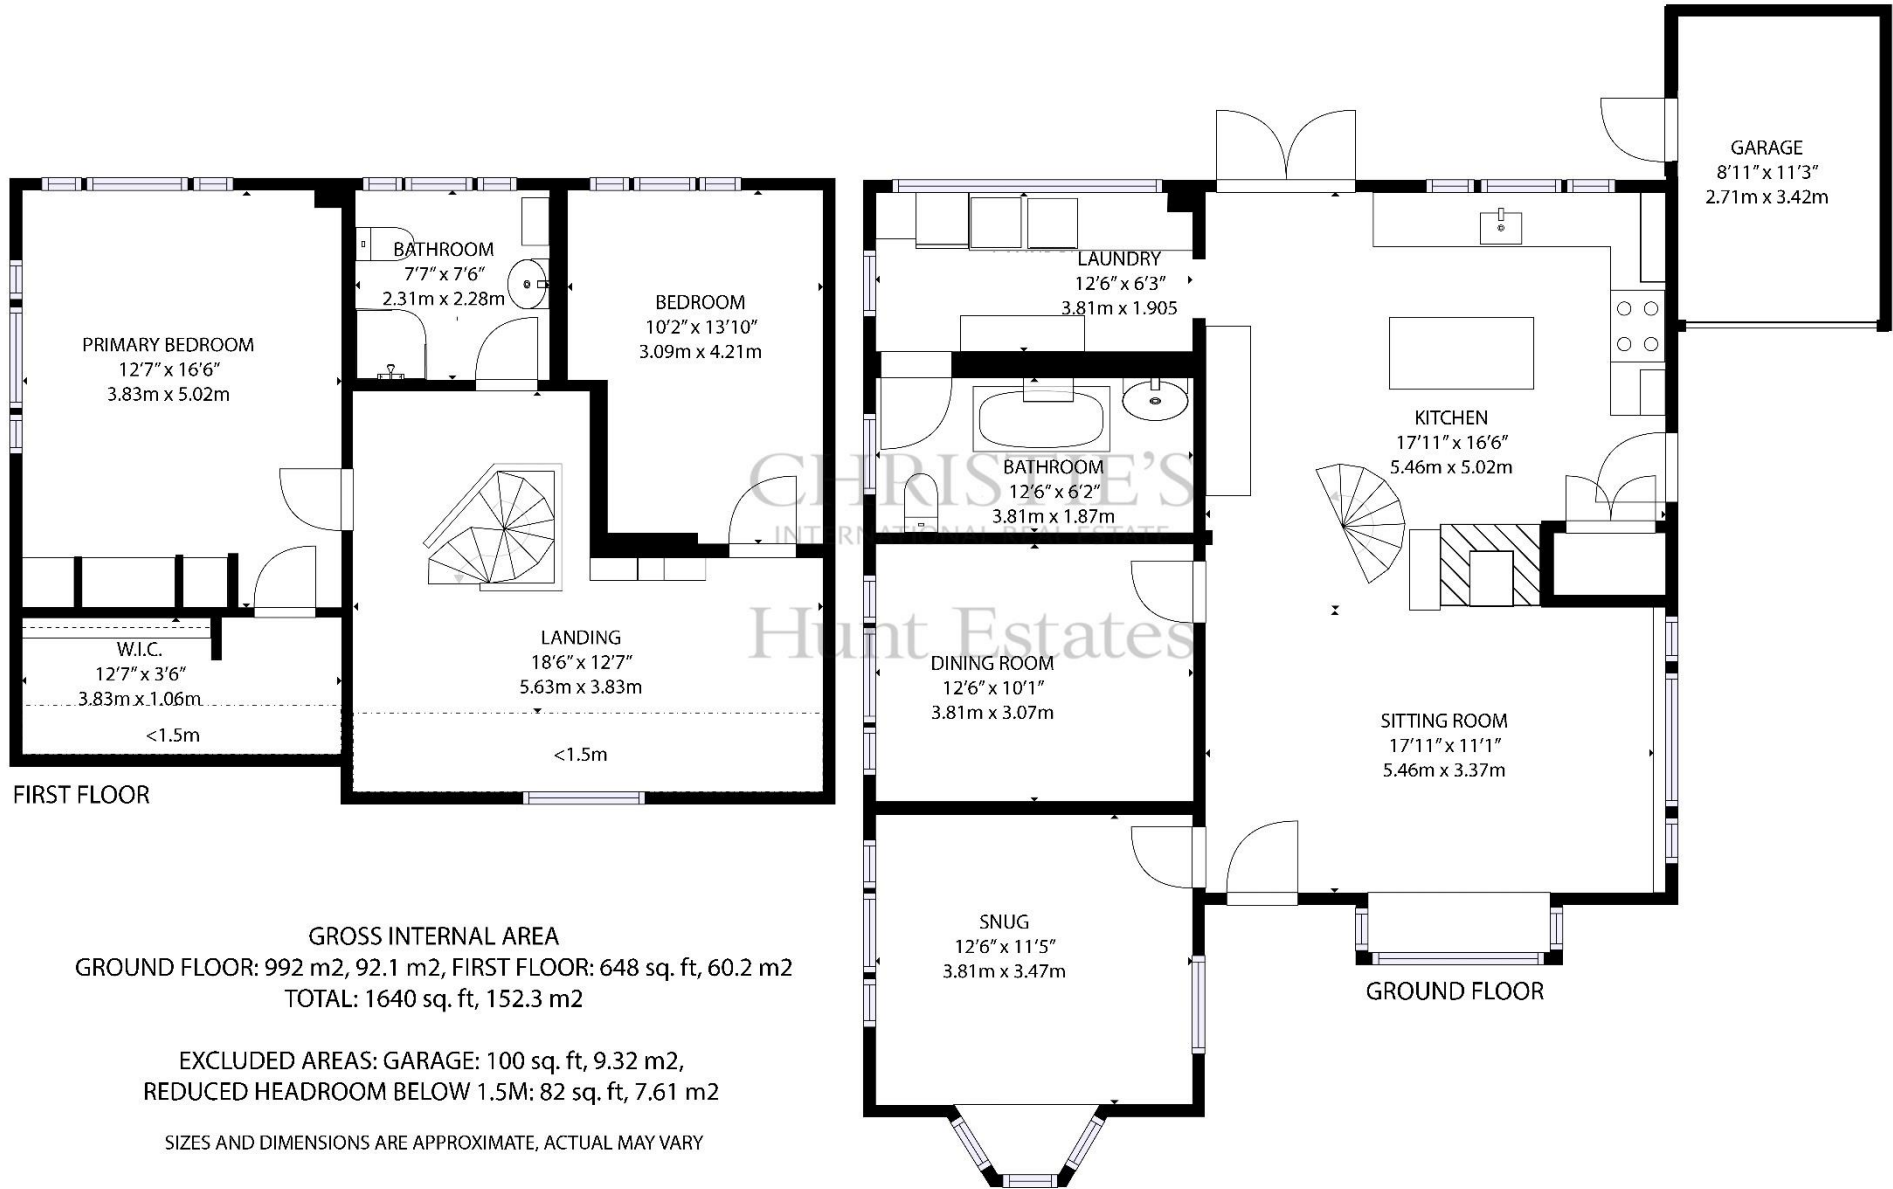 GARAGE
8'11" x 11'3"
2.71m x 3.42m
BATHROOM
7'7" x 7'6"
2.31m x 2.28m
BEDROOM
10'2" x 13'10"
3.09m x 4.21m
PRIMARY BEDROOM
12'7" x 16'6"
3.83m x 5.02m
W.I.C.
12'7" x 3'6"
3.83m x 1.06m
<1.5m
LANDING
18'6" x 12'7"
5.63m x 3.83m
<1.5m
FIRST FLOOR
LAUNDRY
12'6" x 6'3"
3.81m x 1.905
KITCHEN
17'11" x 16'6"
5.46m x 5.02m
BATHROOM
12'6" x 6'2"
3.81m x 1.87m
CHRISTIE'S
INTERNATIONAL REAL ESTATE
Hunt Estates
DINING ROOM
12'6" x 10'1"
3.81m x 3.07m
SITTING ROOM
17'11" x 11'1"
5.46m x 3.37m
SNUG
12'6" x 11'5"
3.81m x 3.47m
GROUND FLOOR
GROSS INTERNAL AREA
GROUND FLOOR: 992 m2, 92.1 m2, FIRST FLOOR: 648 sq. ft, 60.2 m2
TOTAL: 1640 sq. ft, 152.3 m2
EXCLUDED AREAS: GARAGE: 100 sq. ft, 9.32 m2,
REDUCED HEADROOM BELOW 1.5M: 82 sq. ft, 7.61 m2
SIZES AND DIMENSIONS ARE APPROXIMATE, ACTUAL MAY VARY